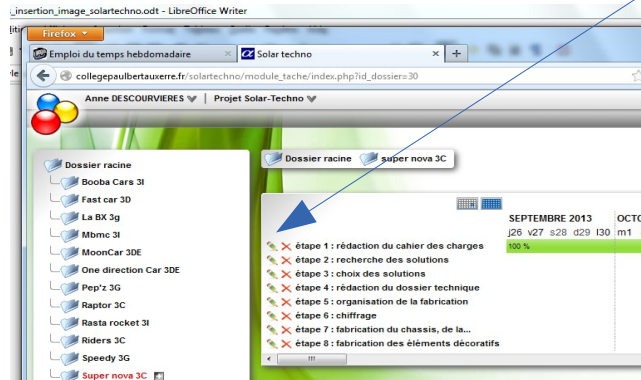 _insertion_image_solartechno.odt - LibreOffice Writer
Firefox
Emploi du temps hebdomadaire × Solar techno × +
collegepaulbertauxerre.fr/solartechno/module_tache/index.php?id_dossier=30
Anne DESCOURVIERES | Projet Solar-Techno
Dossier racine super nova 3C
Dossier racine
Booba Cars 3I
Fast car 3D
La BX 3g
Mbmc 3I
MoonCar 3DE
One direction Car 3DE
Pep'z 3G
Raptor 3C
Rasta rocket 3I
Riders 3C
Speedy 3G
Super nova 3C
SEPTEMBRE 2013 OCTO
j26 v27 s28 d29 l30 m1
étape 1 : rédaction du cahier des charges 100 %
étape 2 : recherche des solutions
étape 3 : choix des solutions
étape 4 : rédaction du dossier technique
étape 5 : organisation de la fabrication
étape 6 : chiffrage
étape 7 : fabrication du chassis, de la...
étape 8 : fabrication des éléments décoratifs